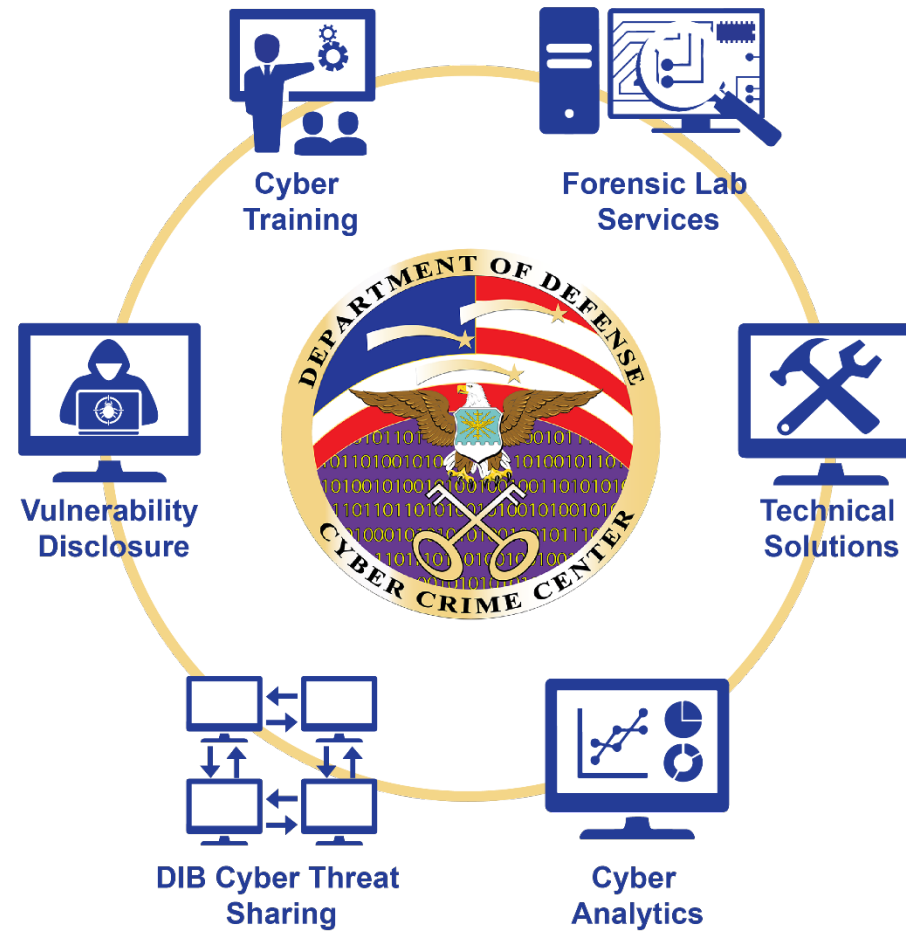 Cyber
Training
Forensic Lab
Services
DEPARTMENT OF DEFENSE
CYBER CRIME CENTER
Vulnerability
Disclosure
Technical
Solutions
DIB Cyber Threat
Sharing
Cyber
Analytics